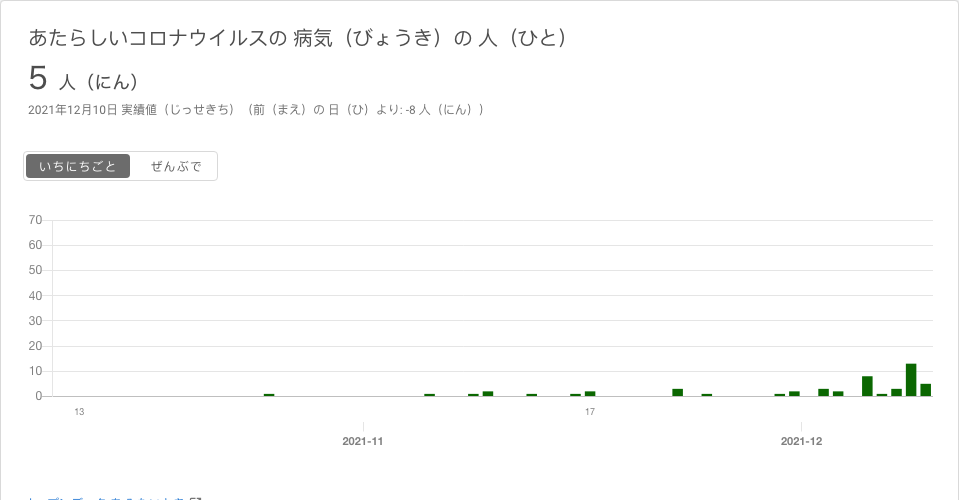 あたらしいコロナウイルスの 病気（びょうき）の 人（ひと）
5 人（にん）
2021年12月10日 実績値（じっせきち）（前（まえ）の 日（ひ）より: -8 人（にん））
いちにちごと ぜんぶで
70
60
50
40
30
20
10
0
13 17
2021-11 2021-12